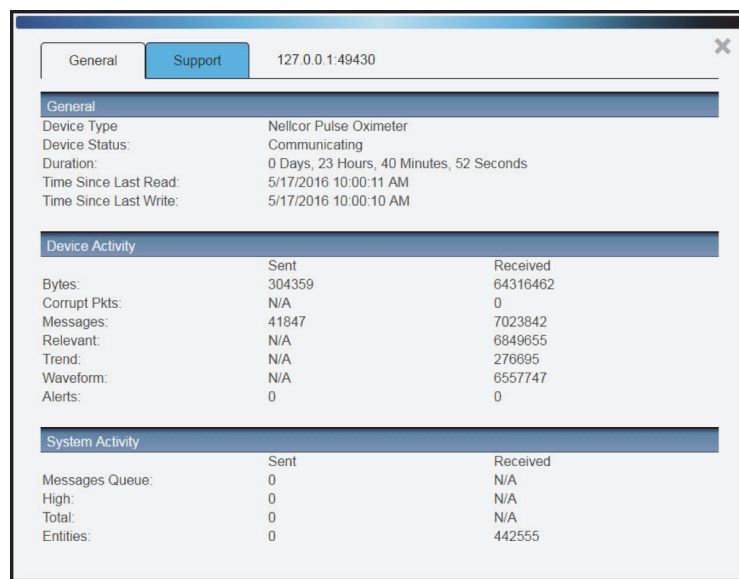 General Support 127.0.0.1:49430
General
Device Type Nellcor Pulse Oximeter
Device Status: Communicating
Duration: 0 Days, 23 Hours, 40 Minutes, 52 Seconds
Time Since Last Read: 5/17/2016 10:00:11 AM
Time Since Last Write: 5/17/2016 10:00:10 AM
Device Activity
Sent Received
Bytes: 304359 64316462
Corrupt Pkts: N/A 0
Messages: 41847 7023842
Relevant: N/A 6849655
Trend: N/A 276695
Waveform: N/A 6557747
Alerts: 0 0
System Activity
Sent Received
Messages Queue: 0 N/A
High: 0 N/A
Total: 0 N/A
Entities: 0 442555